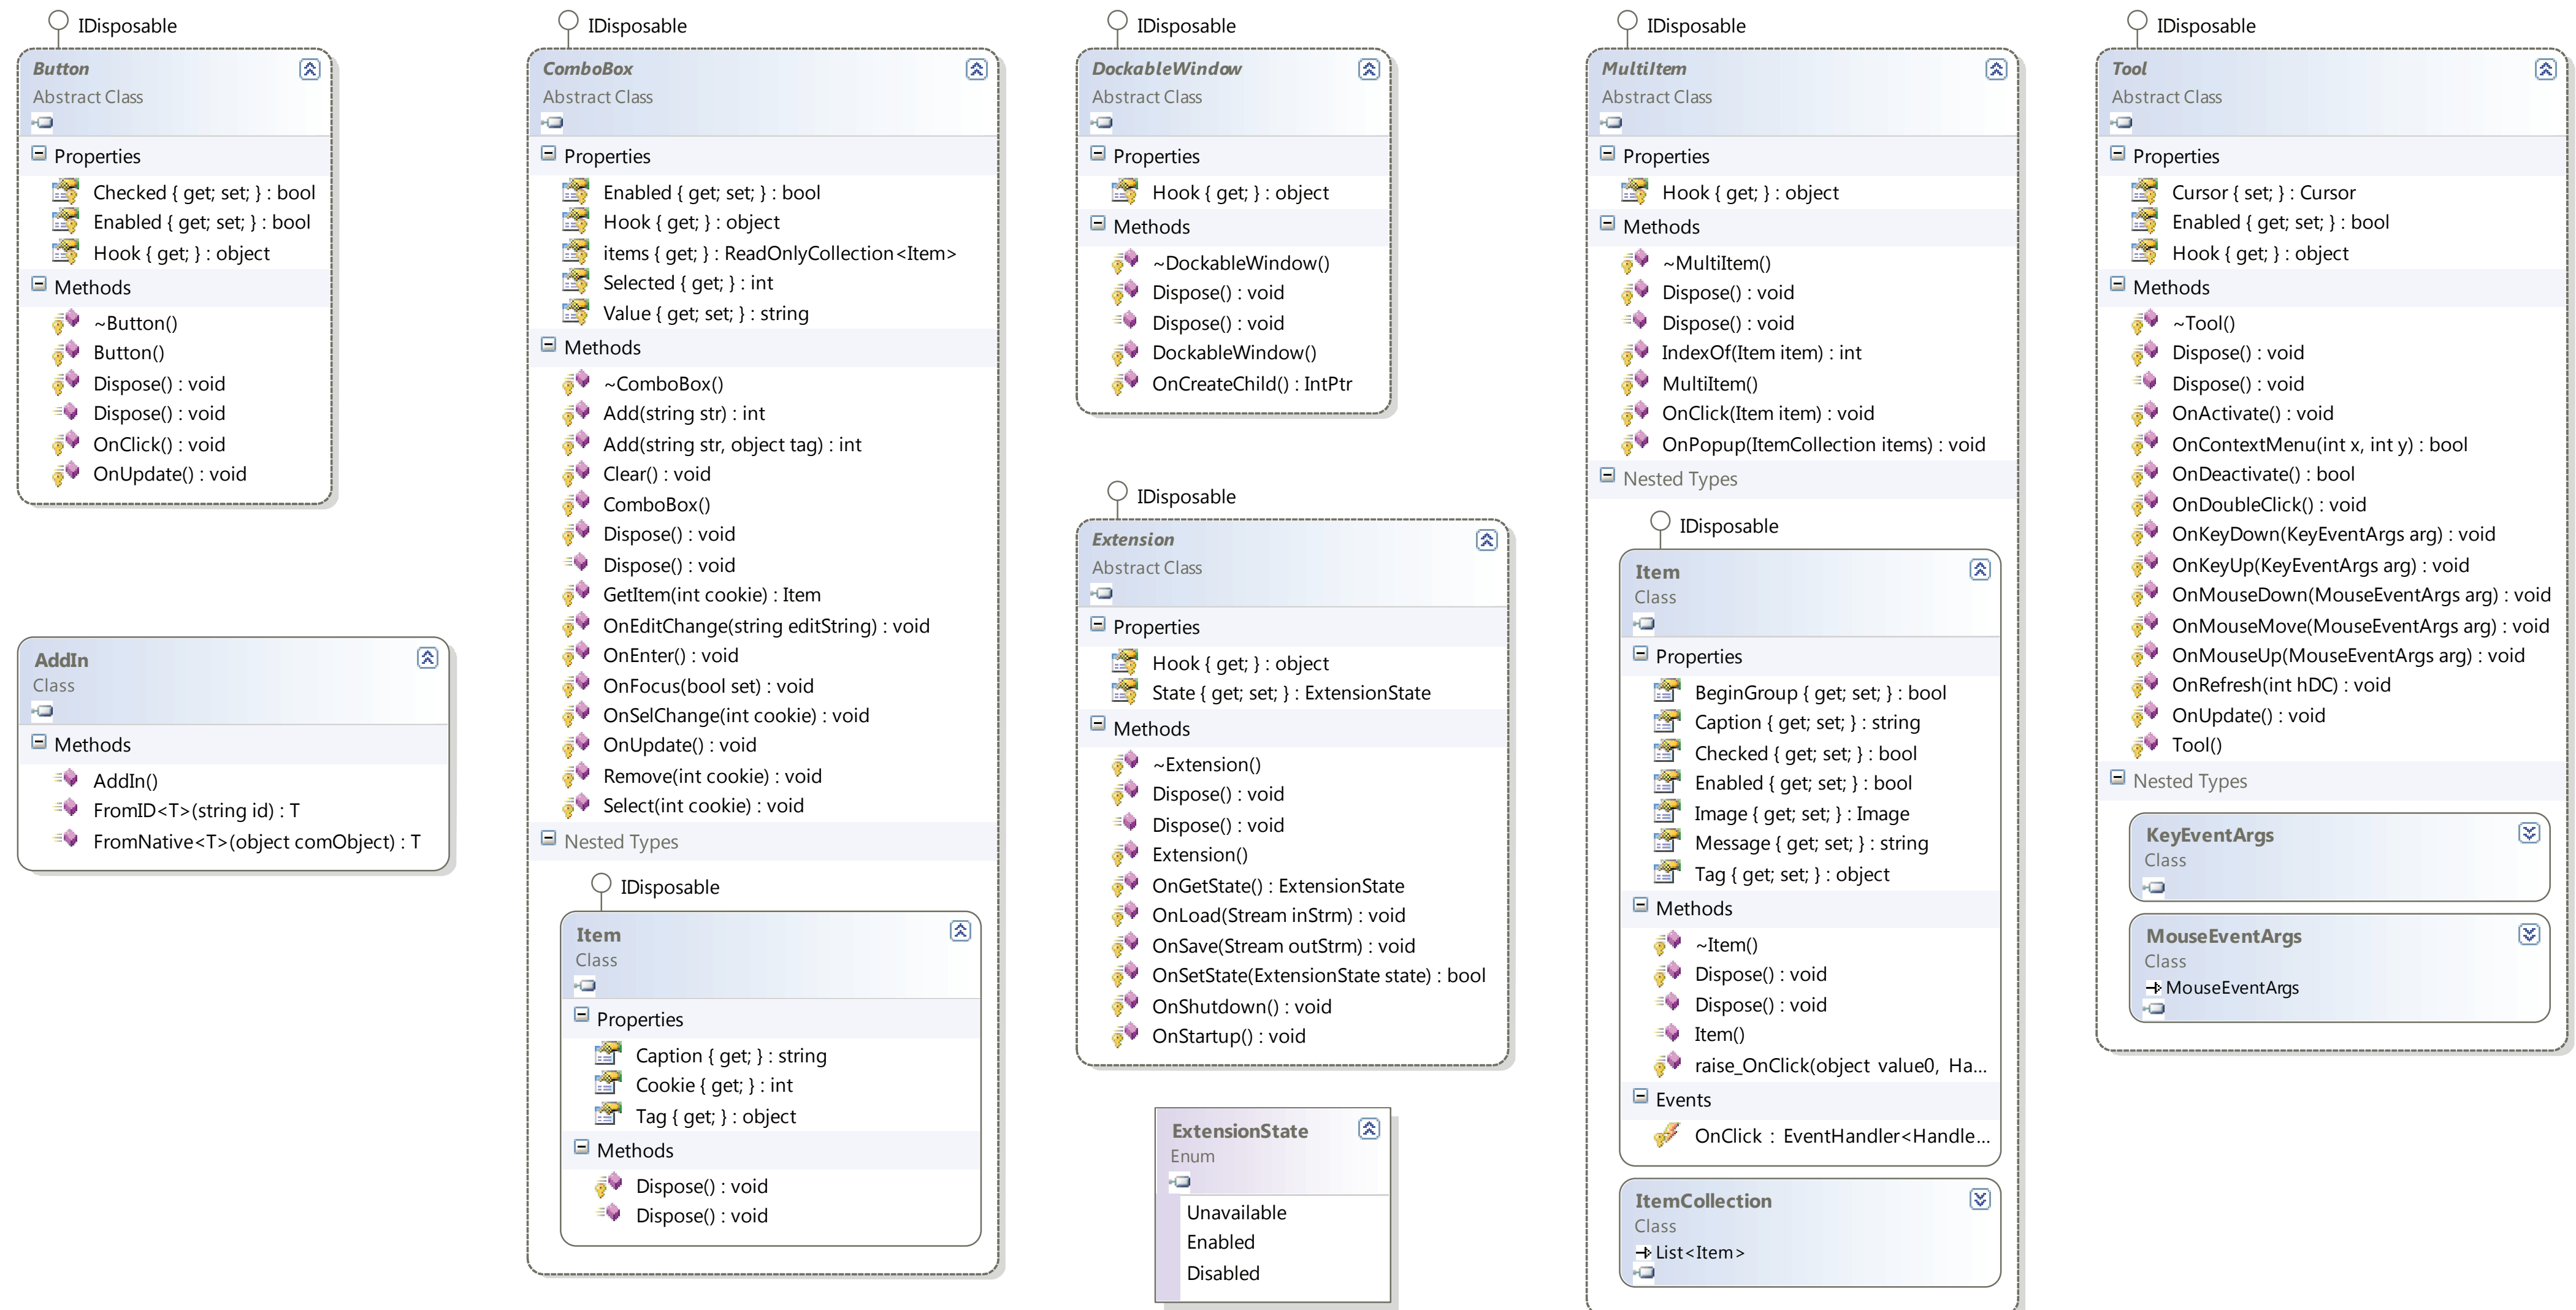 IDisposable
Button
Abstract Class
Properties
Checked { get; set; } : bool
Enabled { get; set; } : bool
Hook { get; } : object
Methods
~Button()
Button()
Dispose() : void
Dispose() : void
OnClick() : void
OnUpdate() : void
AddIn
Class
Methods
AddIn()
FromID<T>(string id) : T
FromNative<T>(object comObject) : T
IDisposable
ComboBox
Abstract Class
Properties
Enabled { get; set; } : bool
Hook { get; } : object
items { get; } : ReadOnlyCollection<Item>
Selected { get; } : int
Value { get; set; } : string
Methods
~ComboBox()
Add(string str) : int
Add(string str, object tag) : int
Clear() : void
ComboBox()
Dispose() : void
Dispose() : void
GetItem(int cookie) : Item
OnEditChange(string editString) : void
OnEnter() : void
OnFocus(bool set) : void
OnSelChange(int cookie) : void
OnUpdate() : void
Remove(int cookie) : void
Select(int cookie) : void
Nested Types
IDisposable
Item
Class
Properties
Caption { get; } : string
Cookie { get; } : int
Tag { get; } : object
Methods
Dispose() : void
Dispose() : void
IDisposable
DockableWindow
Abstract Class
Properties
Hook { get; } : object
Methods
~DockableWindow()
Dispose() : void
Dispose() : void
DockableWindow()
OnCreateChild() : IntPtr
IDisposable
Extension
Abstract Class
Properties
Hook { get; } : object
State { get; set; } : ExtensionState
Methods
~Extension()
Dispose() : void
Dispose() : void
Extension()
OnGetState() : ExtensionState
OnLoad(Stream inStrm) : void
OnSave(Stream outStrm) : void
OnSetState(ExtensionState state) : bool
OnShutdown() : void
OnStartup() : void
ExtensionState
Enum
Unavailable
Enabled
Disabled
IDisposable
MultiItem
Abstract Class
Properties
Hook { get; } : object
Methods
~MultiItem()
Dispose() : void
Dispose() : void
IndexOf(Item item) : int
MultiItem()
OnClick(Item item) : void
OnPopup(ItemCollection items) : void
Nested Types
IDisposable
Item
Class
Properties
BeginGroup { get; set; } : bool
Caption { get; set; } : string
Checked { get; set; } : bool
Enabled { get; set; } : bool
Image { get; set; } : Image
Message { get; set; } : string
Tag { get; set; } : object
Methods
~Item()
Dispose() : void
Dispose() : void
Item()
raise_OnClick(object value0, Ha...
Events
OnClick : EventHandler<Handle...
ItemCollection
Class
List<Item>
IDisposable
Tool
Abstract Class
Properties
Cursor { set; } : Cursor
Enabled { get; set; } : bool
Hook { get; } : object
Methods
~Tool()
Dispose() : void
Dispose() : void
OnActivate() : void
OnContextMenu(int x, int y) : bool
OnDeactivate() : bool
OnDoubleClick() : void
OnKeyDown(KeyEventArgs arg) : void
OnKeyUp(KeyEventArgs arg) : void
OnMouseDown(MouseEventArgs arg) : void
OnMouseMove(MouseEventArgs arg) : void
OnMouseUp(MouseEventArgs arg) : void
OnRefresh(int hDC) : void
OnUpdate() : void
Tool()
Nested Types
KeyEventArgs
Class
MouseEventArgs
Class
MouseEventArgs